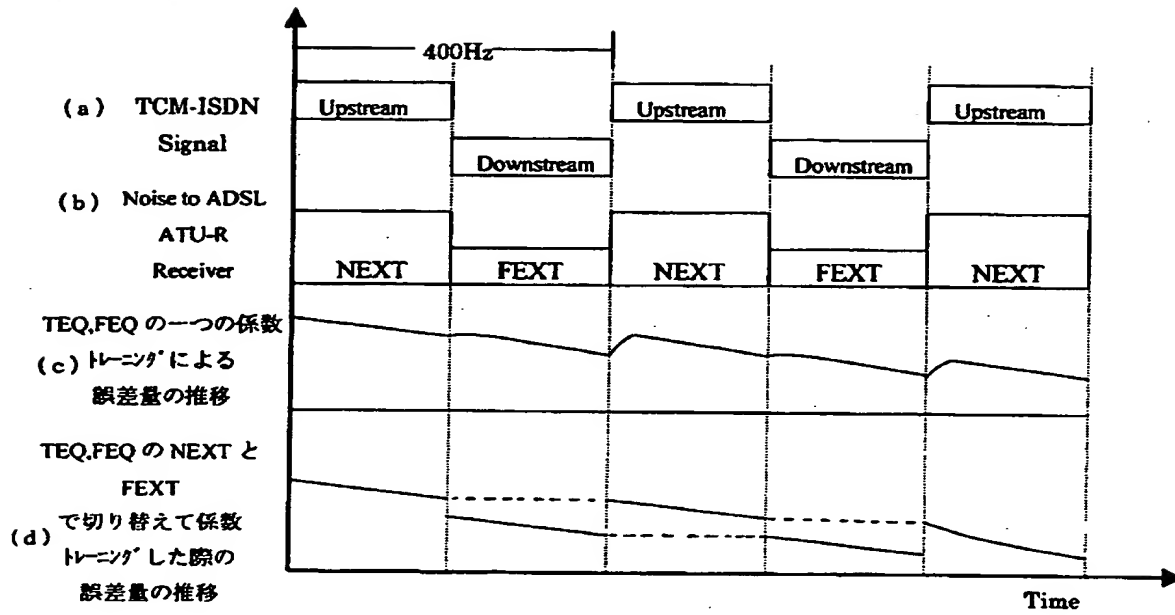 400Hz
(a) TCM-ISDN
Signal
Upstream
Upstream
Upstream
Downstream
Downstream
(b) Noise to ADSL
ATU-R
Receiver
NEXT
FEXT
NEXT
FEXT
NEXT
TEQ,FEQ の一つの係数
(c) ﾄﾚｰﾆﾝｸﾞによる
誤差量の推移
TEQ,FEQ の NEXT と
FEXT
(d) で切り替えて係数
ﾄﾚｰﾆﾝｸﾞした際の
誤差量の推移
Time